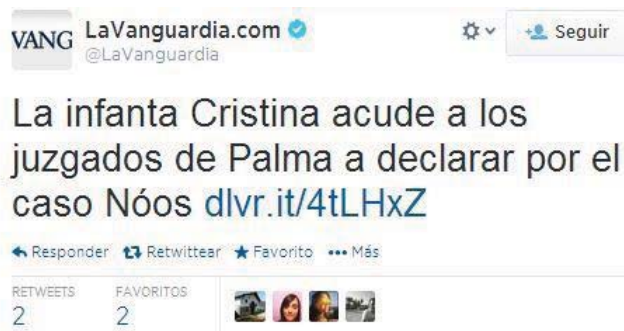 VANG LaVanguardia.com Seguir
@LaVanguardia
La infanta Cristina acude a los
juzgados de Palma a declarar por el
caso Nóos dlvr.it/4tLHxZ
Responder Retwittear Favorito Más
RETWEETS FAVORITOS
2 2